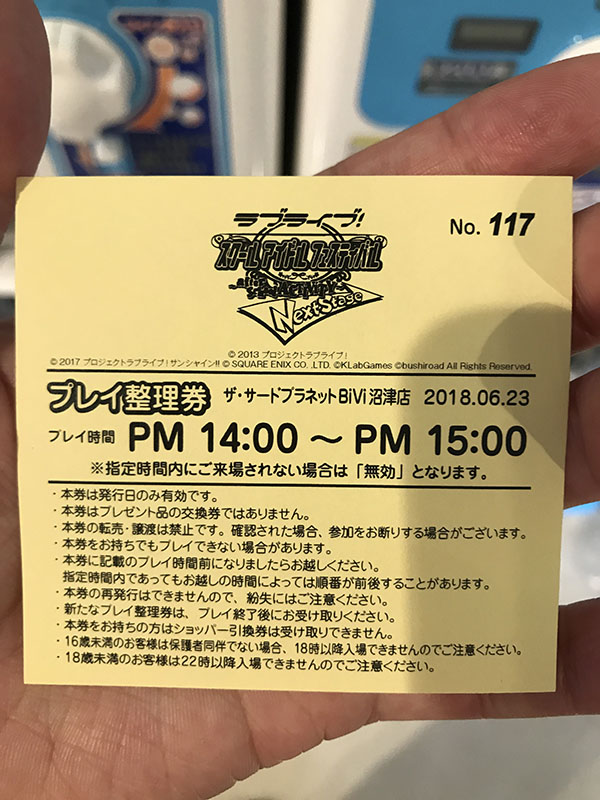 ラブライブ!
No. 117
スクールアイドルフェスティバル
Next Stage
© 2013 プロジェクトラブライブ!
© 2017 プロジェクトラブライブ!サンシャイン!! © SQUARE ENIX CO.,LTD. ©KLabGames ©bushiroad All Rights Reserved.
プレイ整理券 ザ・サードプラネットBiVi沼津店 2018.06.23
プレイ時間 PM 14:00 ～ PM 15:00
※指定時間内にご来場されない場合は「無効」となります。
・本券は発行日のみ有効です。
・本券はプレゼント品の交換券ではありません。
・本券の転売・譲渡は禁止です。確認された場合、参加をお断りする場合がございます。
・本券をお持ちでもプレイできない場合があります。
・本券に記載のプレイ時間前になりましたらお越しください。
指定時間内であってもお越しの時間によっては順番が前後することがあります。
・本券の再発行はできませんので、紛失にはご注意ください。
・新たなプレイ整理券は、プレイ終了後にお受け取りください。
・本券をお持ちの方はショッパー引換券は受け取りできません。
・16歳未満のお客様は保護者同伴でない場合、18時以降入場できませんのでご注意ください。
・18歳未満のお客様は22時以降入場できませんのでご注意ください。